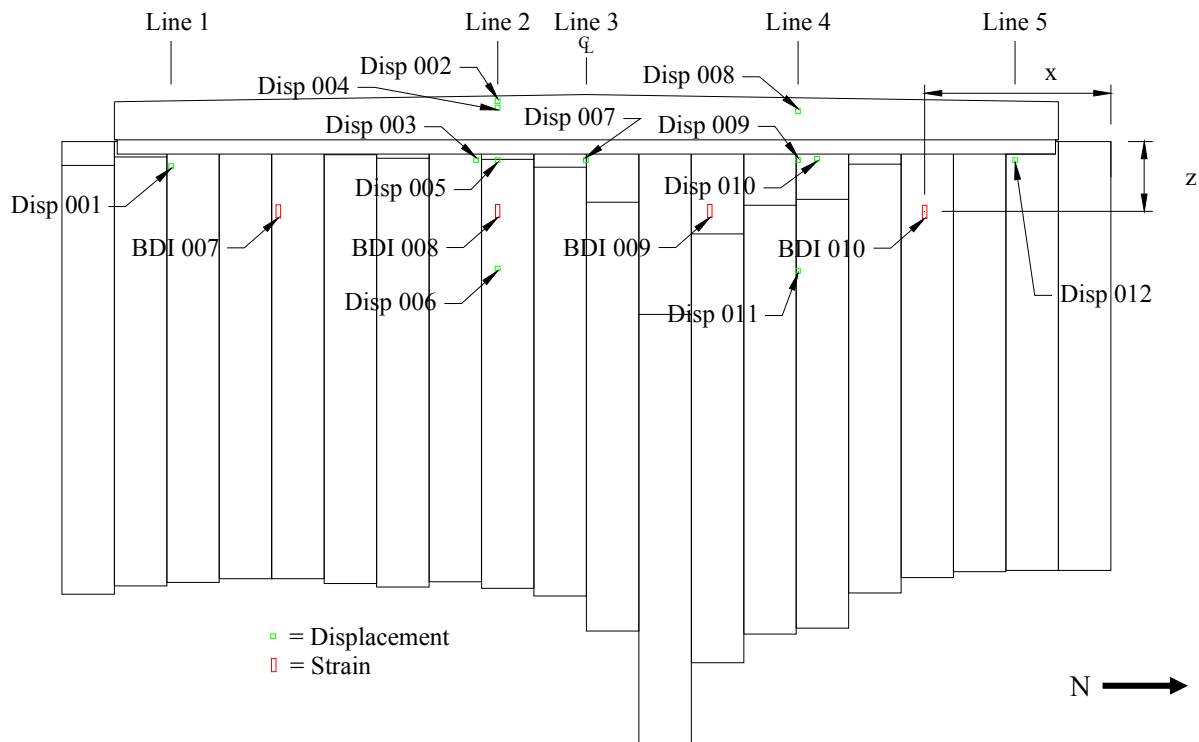 Line 1
Line 2
Line 3
Line 4
Line 5
℄
Disp 002
Disp 004
Disp 008
x
Disp 003
Disp 007
Disp 009
Disp 001
Disp 005
Disp 010
z
BDI 007
BDI 008
BDI 009
BDI 010
Disp 006
Disp 011
Disp 012
= Displacement
= Strain
N